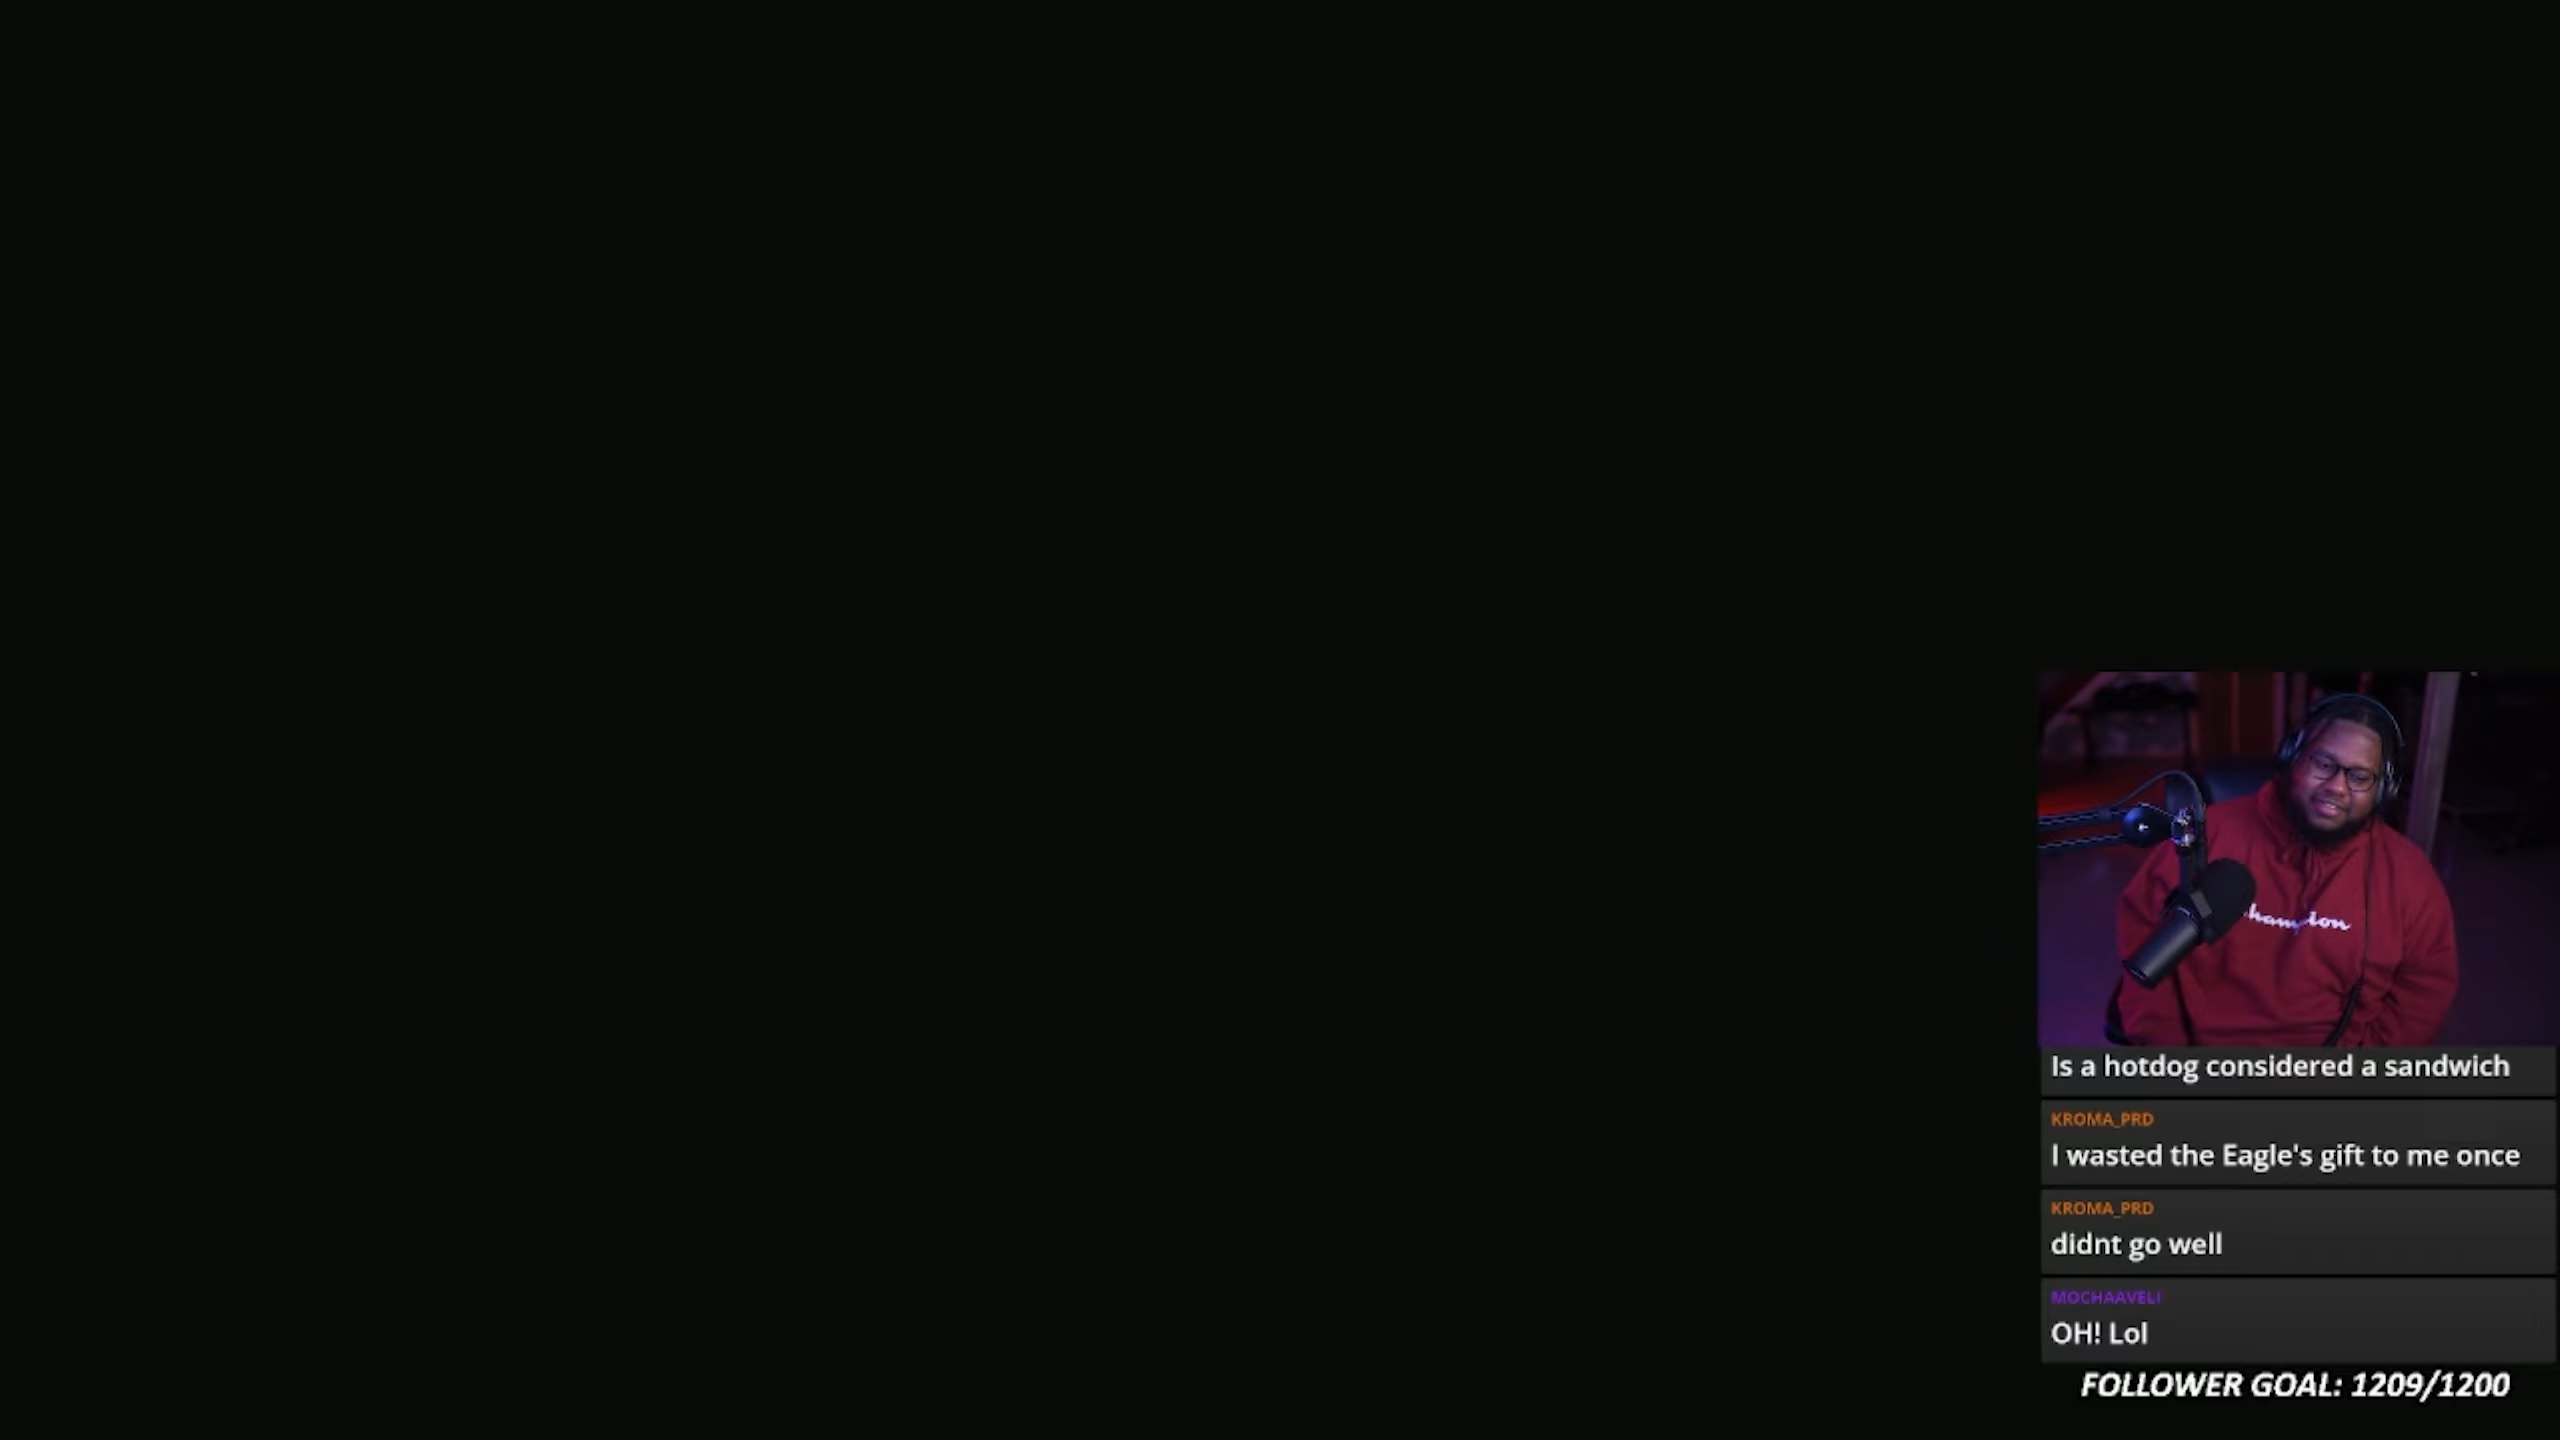 hampion
Is a hotdog considered a sandwich
KROMA_PRD
I wasted the Eagle's gift to me once
KROMA_PRD
didnt go well
MOCHAAVELI
OH! Lol
FOLLOWER GOAL: 1209/1200